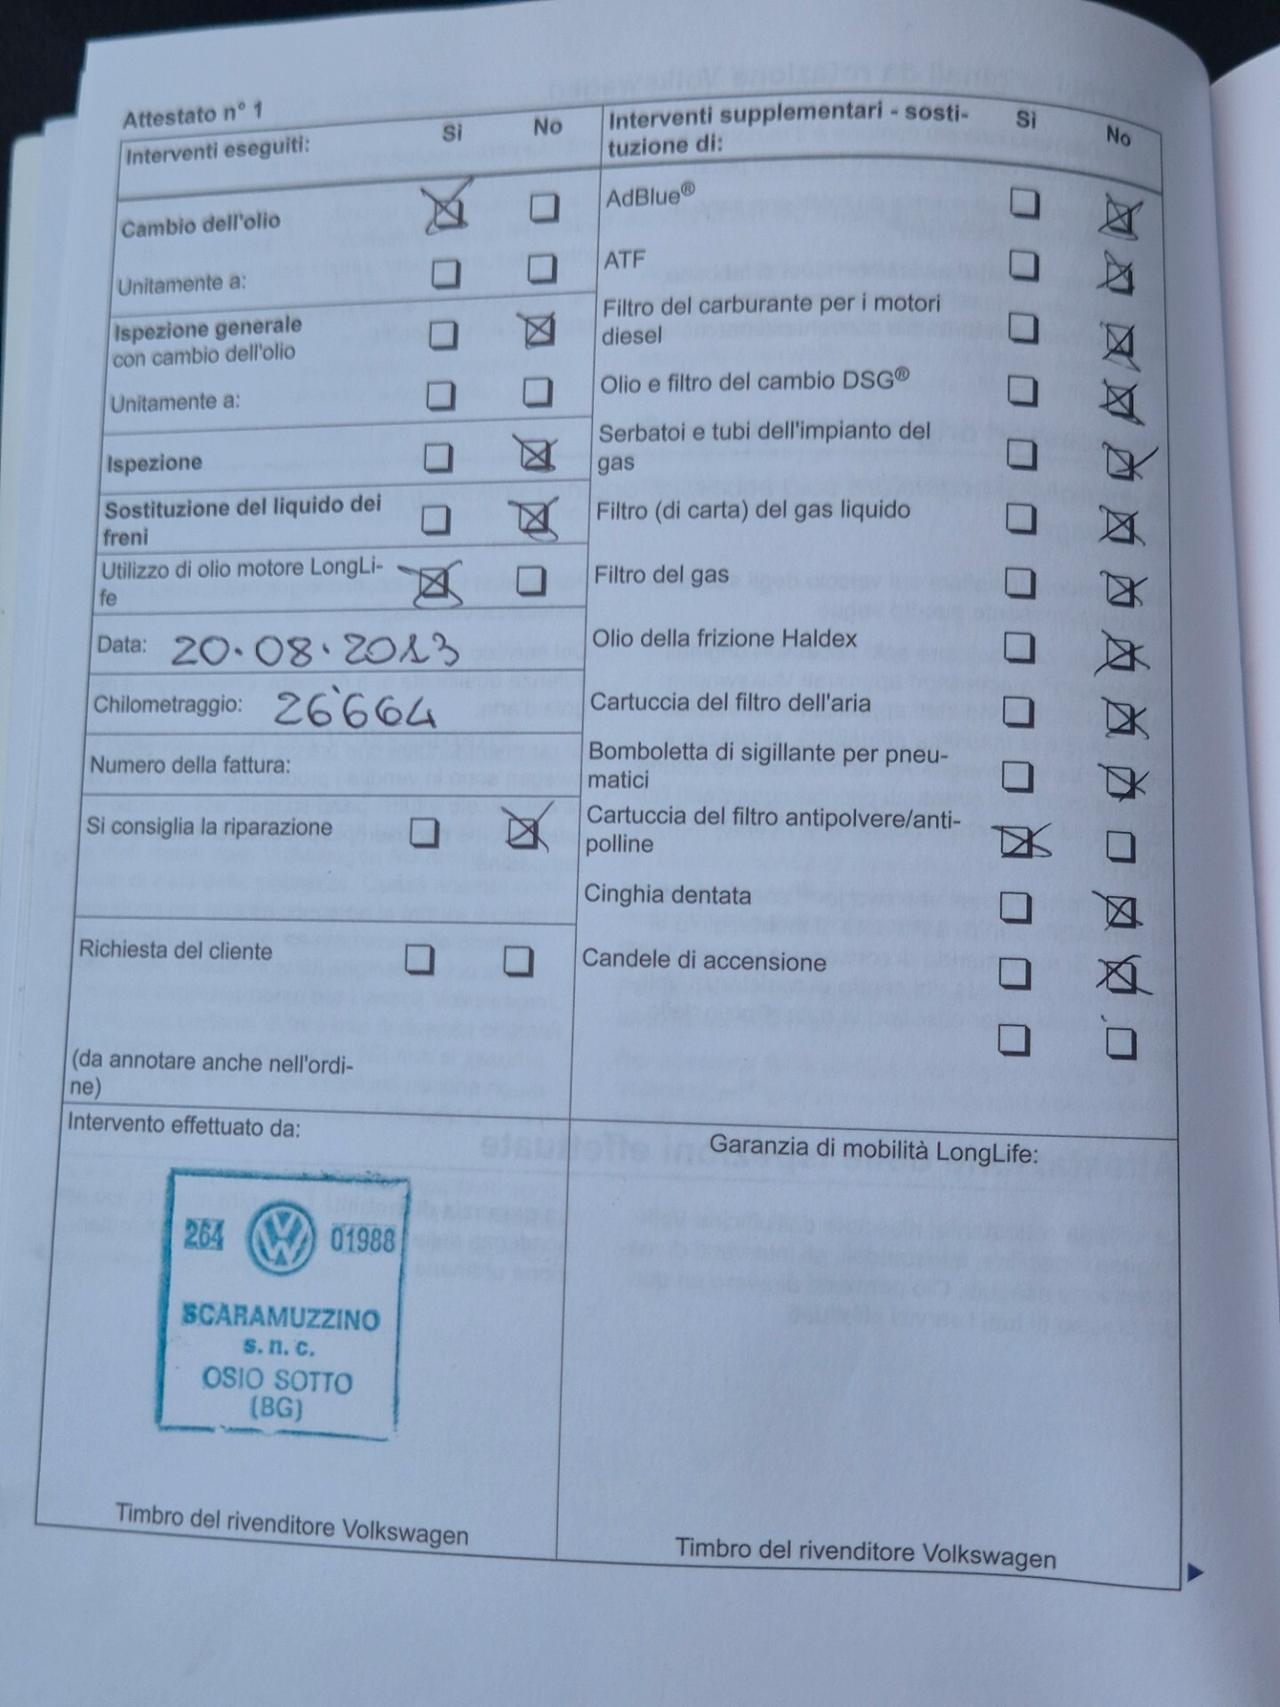 Attestato n° 1
Interventi eseguiti:
Sì
No
Cambio dell'olio
Unitamente a:
Ispezione generale
con cambio dell'olio
Unitamente a:
Ispezione
Sostituzione del liquido dei
freni
Utilizzo di olio motore LongLi-
fe
Data: 20.08.2013
Chilometraggio: 26'664
Numero della fattura:
Si consiglia la riparazione
Richiesta del cliente
(da annotare anche nell'ordi-
ne)
Interventi supplementari - sosti-
tuzione di:
Sì
No
AdBlue®
ATF
Filtro del carburante per i motori
diesel
Olio e filtro del cambio DSG®
Serbatoi e tubi dell'impianto del
gas
Filtro (di carta) del gas liquido
Filtro del gas
Olio della frizione Haldex
Cartuccia del filtro dell'aria
Bomboletta di sigillante per pneu-
matici
Cartuccia del filtro antipolvere/anti-
polline
Cinghia dentata
Candele di accensione
Intervento effettuato da:
264 VW 01988
SCARAMUZZINO
s.n.c.
OSIO SOTTO
(BG)
Timbro del rivenditore Volkswagen
Garanzia di mobilità LongLife:
Timbro del rivenditore Volkswagen